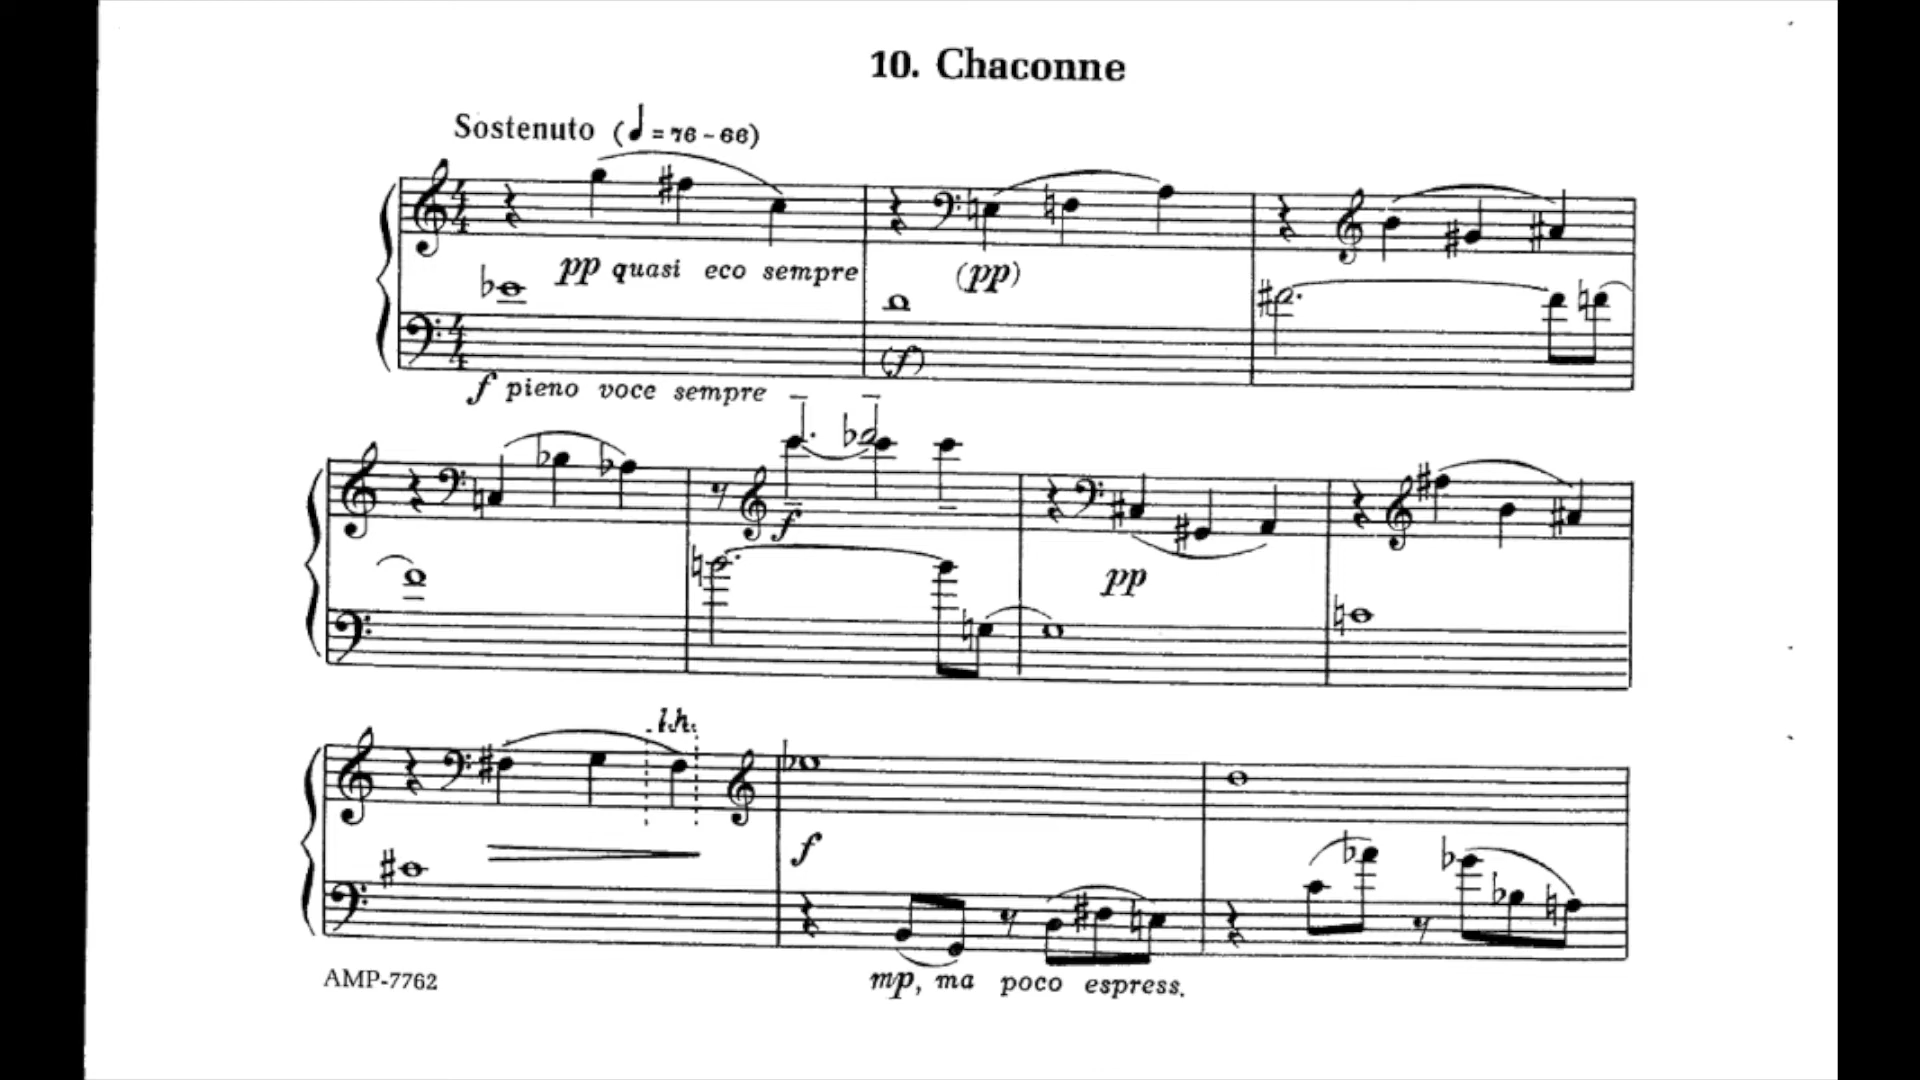 10. Chaconne
Sostenuto (♩ = 76 - 66)
pp quasi eco sempre
(pp)
(f)
f pieno voce sempre
f
pp
l.h.
f
mp, ma poco espress.
AMP-7762